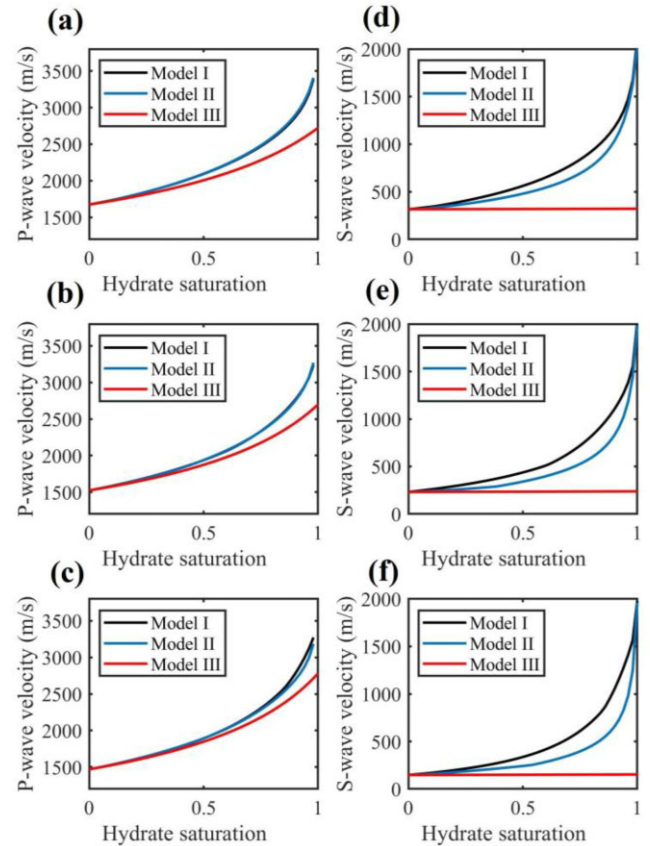 (a)
P-wave velocity (m/s)
3500
3000
2500
2000
1500
Model I
Model II
Model III
0
0.5
1
Hydrate saturation
(d)
S-wave velocity (m/s)
2000
1500
1000
500
0
Model I
Model II
Model III
0
0.5
1
Hydrate saturation
(b)
P-wave velocity (m/s)
3500
3000
2500
2000
1500
Model I
Model II
Model III
0
0.5
1
Hydrate saturation
(e)
S-wave velocity (m/s)
2000
1500
1000
500
0
Model I
Model II
Model III
0
0.5
1
Hydrate saturation
(c)
P-wave velocity (m/s)
3500
3000
2500
2000
1500
Model I
Model II
Model III
0
0.5
1
Hydrate saturation
(f)
S-wave velocity (m/s)
2000
1500
1000
500
0
Model I
Model II
Model III
0
0.5
1
Hydrate saturation